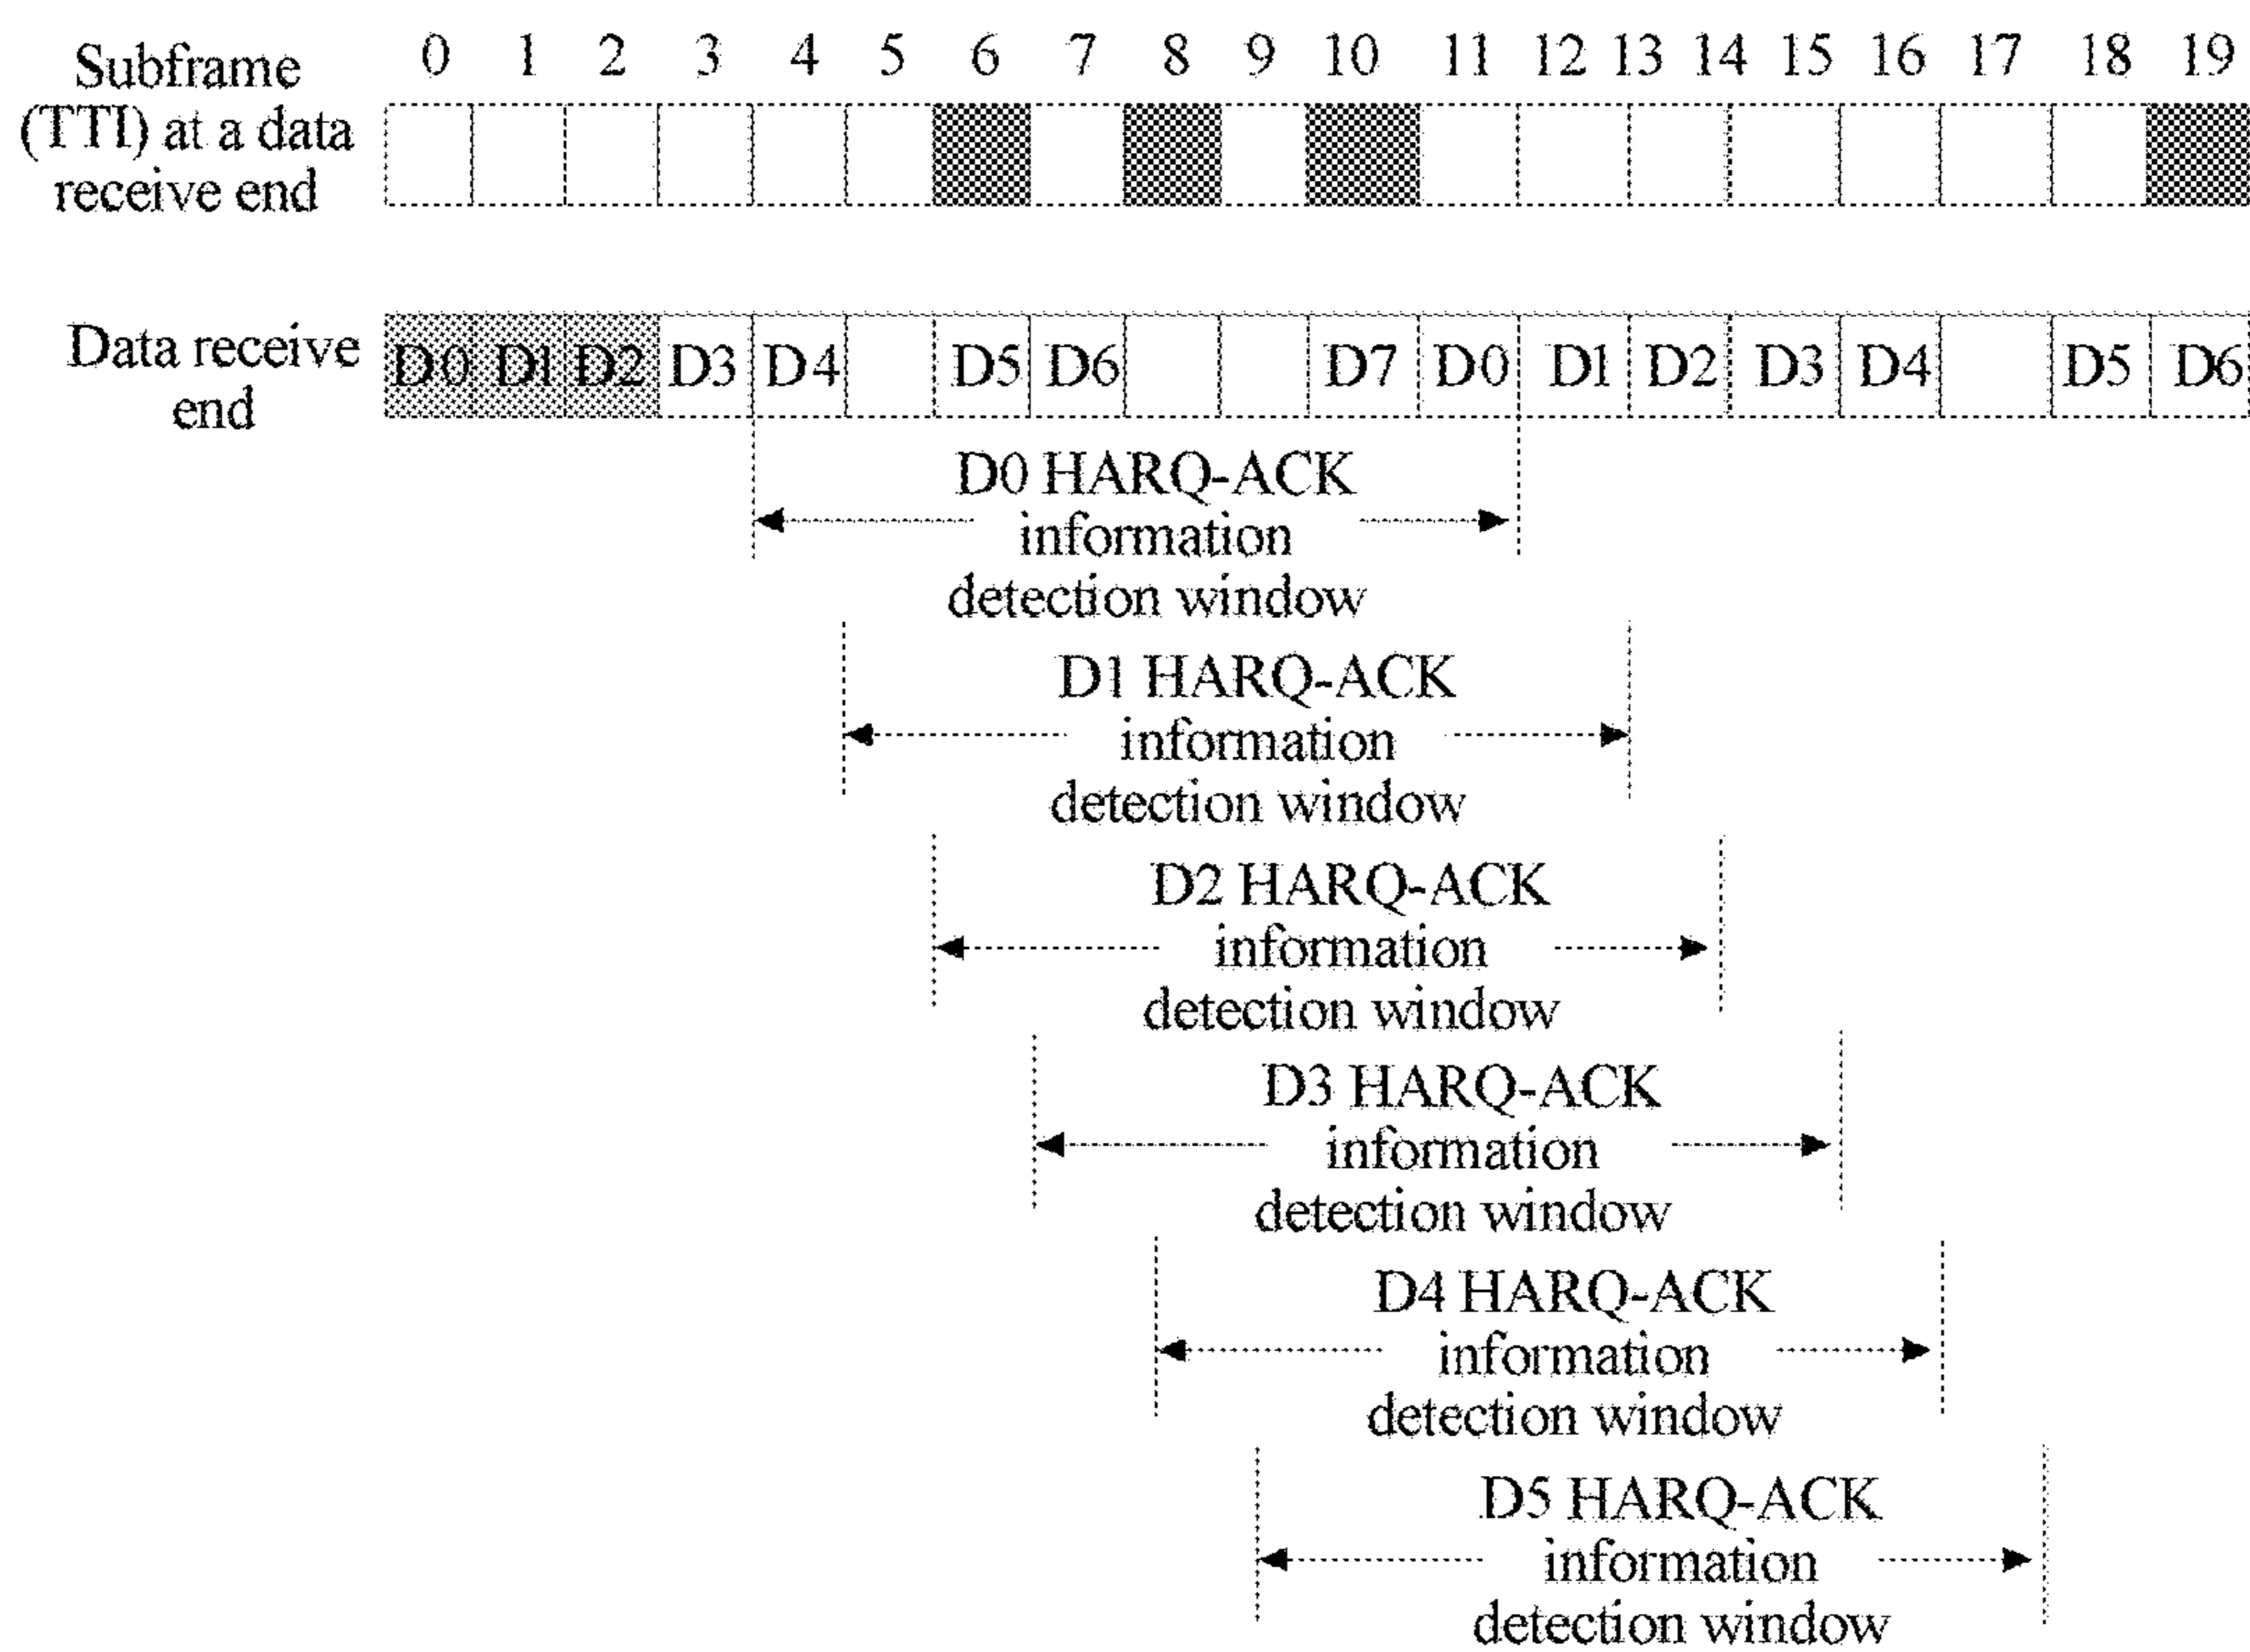 Subframe (TTI) at a data receive end
0 1 2 3 4 5 6 7 8 9 10 11 12 13 14 15 16 17 18 19
Data receive end
D0 D1 D2 D3 D4 D5 D6 D7 D0 D1 D2 D3 D4 D5 D6
D0 HARQ-ACK
information
detection window
D1 HARQ-ACK
information
detection window
D2 HARQ-ACK
information
detection window
D3 HARQ-ACK
information
detection window
D4 HARQ-ACK
information
detection window
D5 HARQ-ACK
information
detection window